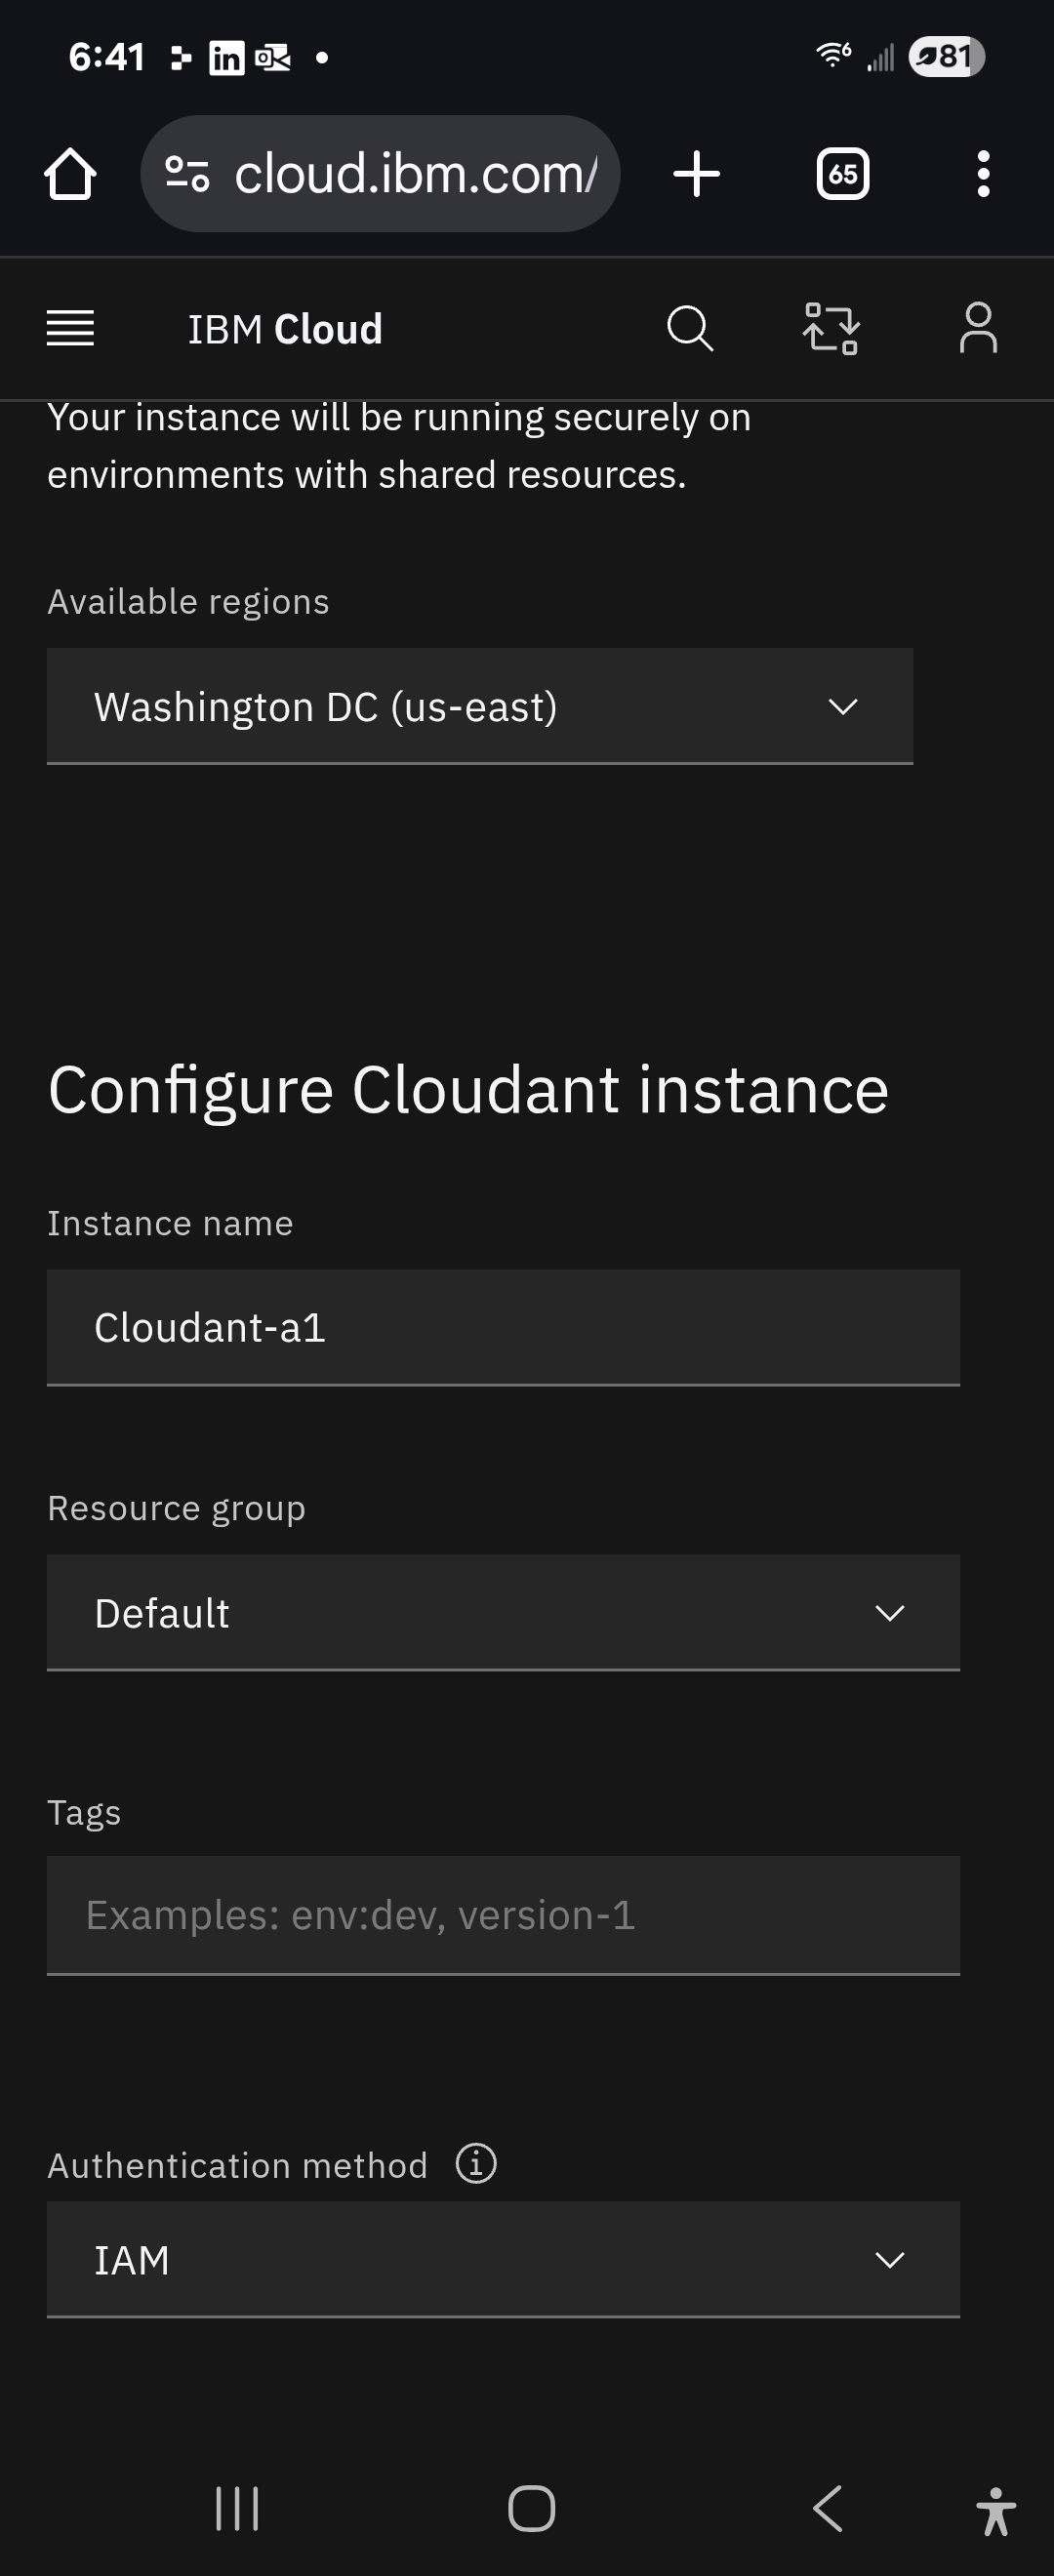 6:41
in
6
81
cloud.ibm.com/
65
IBM Cloud
Your instance will be running securely on
environments with shared resources.
Available regions
Washington DC (us-east)
Configure Cloudant instance
Instance name
Cloudant-a1
Resource group
Default
Tags
Examples: env:dev, version-1
Authentication method
IAM